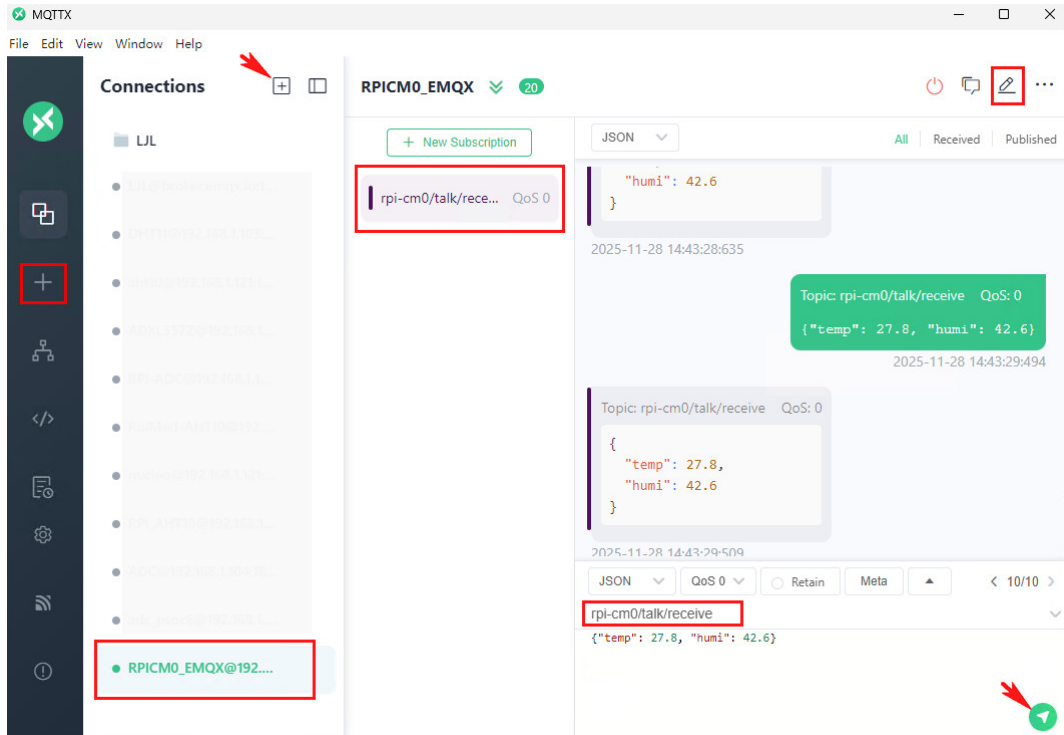 MQTTX
File Edit View Window Help
Connections
LJL
RPICM0_EMQX@192....
RPICM0_EMQX 20
+ New Subscription
rpi-cm0/talk/rece... QoS 0
JSON
All Received Published
"humi": 42.6
}
2025-11-28 14:43:28:635
Topic: rpi-cm0/talk/receive QoS: 0
{"temp": 27.8, "humi": 42.6}
2025-11-28 14:43:29:494
Topic: rpi-cm0/talk/receive QoS: 0
{
"temp": 27.8,
"humi": 42.6
}
2025-11-28 14:43:29:509
JSON QoS 0 Retain Meta 10/10
rpi-cm0/talk/receive
{"temp": 27.8, "humi": 42.6}